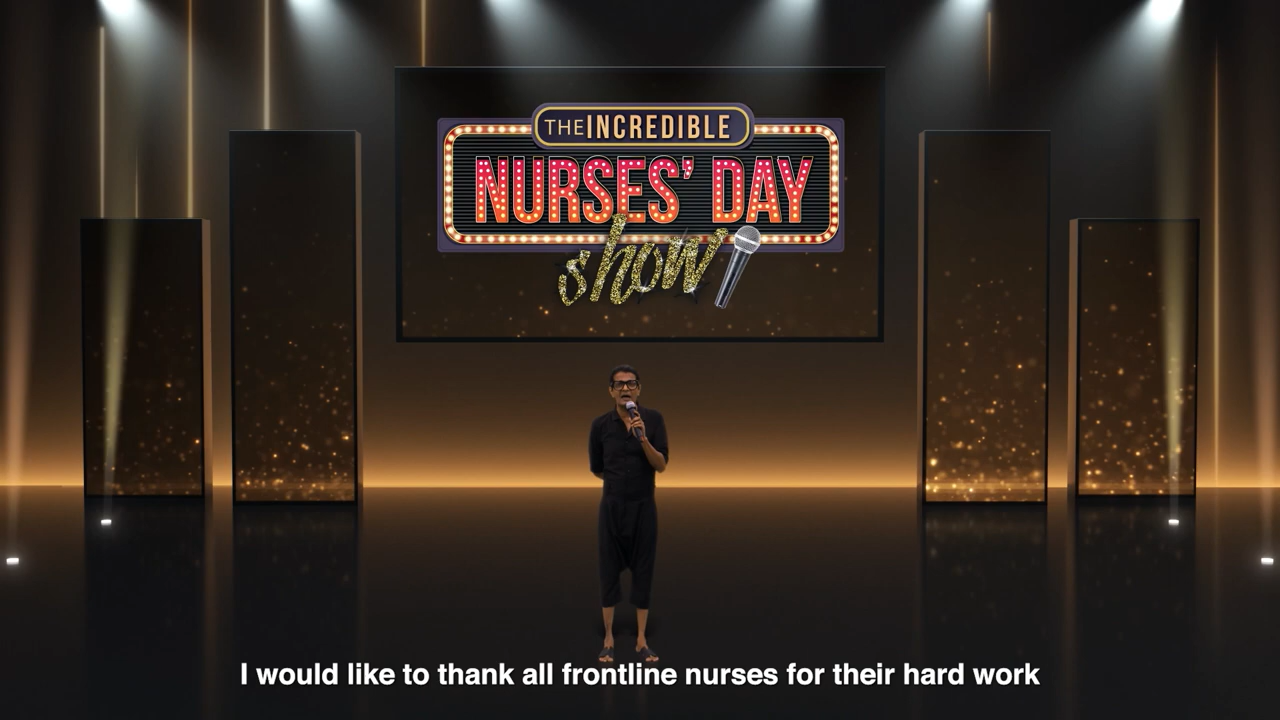 THE INCREDIBLE
NURSES' DAY
show
I would like to thank all frontline nurses for their hard work